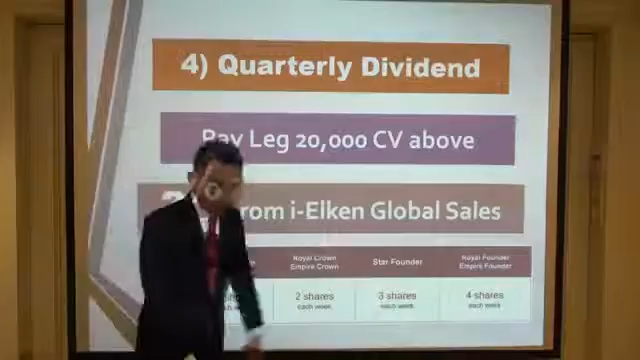 4) Quarterly Dividend
Pay Leg 20,000 CV above
from i-Elken Global Sales
Royal Crown
Empire Crown
Star Founder
Royal Founder
Empire Founder
2 shares
each week
3 shares
each week
4 shares
each week